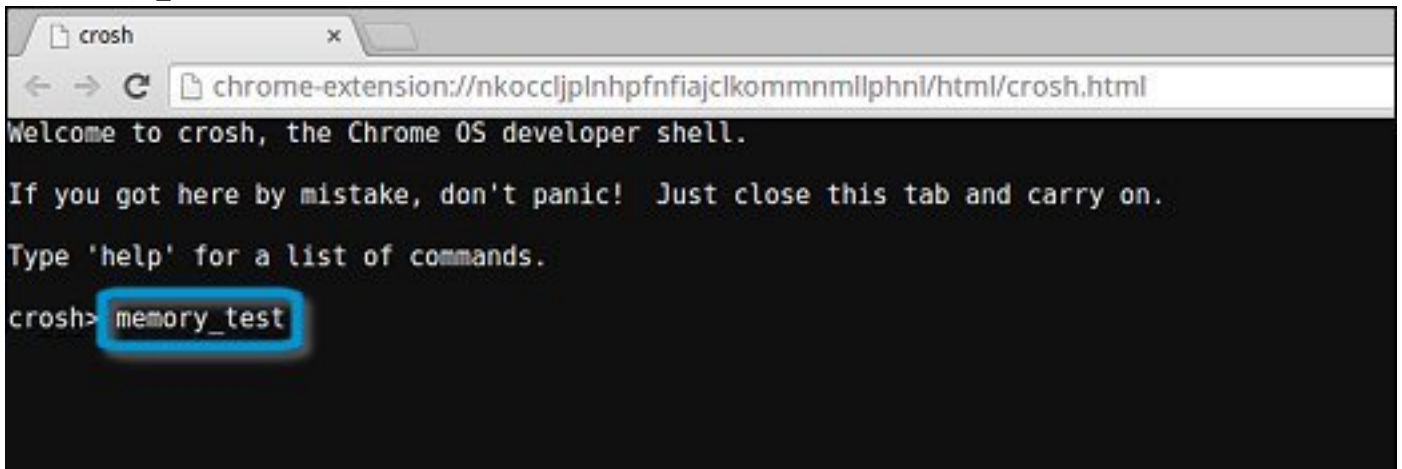 crosh
chrome-extension://nkoccljplnhpfnfiajclkommnmllphnl/html/crosh.html
Welcome to crosh, the Chrome OS developer shell.
If you got here by mistake, don't panic!  Just close this tab and carry on.
Type 'help' for a list of commands.
crosh> memory_test